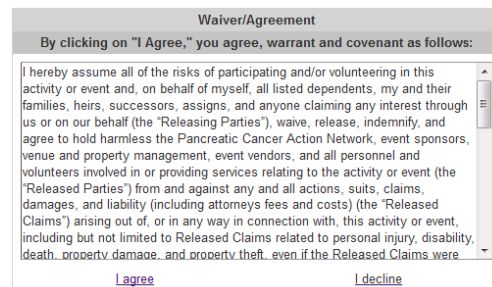 Waiver/Agreement
By clicking on "I Agree," you agree, warrant and covenant as follows:
I hereby assume all of the risks of participating and/or volunteering in this
activity or event and, on behalf of myself, all listed dependents, my and their
families, heirs, successors, assigns, and anyone claiming any interest through
us or on our behalf (the “Releasing Parties”), waive, release, indemnify, and
agree to hold harmless the Pancreatic Cancer Action Network, event sponsors,
venue and property management, event vendors, and all personnel and
volunteers involved in or providing services relating to the activity or event (the
“Released Parties”) from and against any and all actions, suits, claims,
damages, and liability (including attorneys fees and costs) (the “Released
Claims”) arising out of, or in any way in connection with, this activity or event,
including but not limited to Released Claims related to personal injury, disability,
death, property damage, and property theft, even if the Released Claims were
I agree I decline